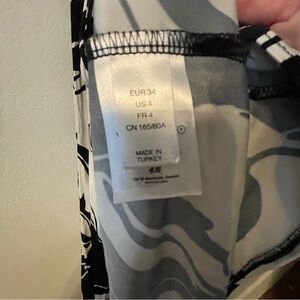 EUR 34
US 4
FR 4
CN 165/80A
P
MADE IN
TURKEY
H&M